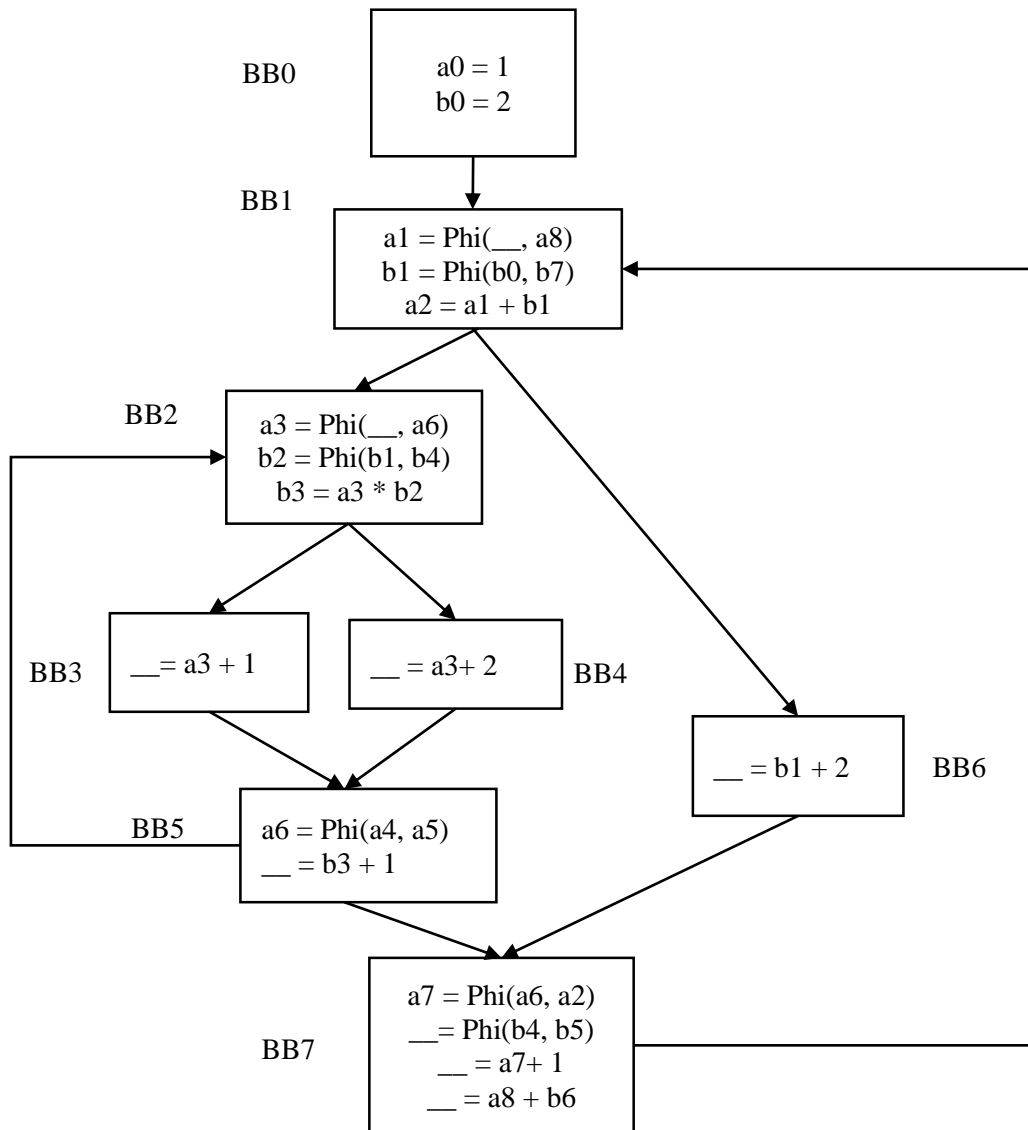 BB0
a0 = 1
b0 = 2
BB1
a1 = Phi(__, a8)
b1 = Phi(b0, b7)
a2 = a1 + b1
BB2
a3 = Phi(__, a6)
b2 = Phi(b1, b4)
b3 = a3 * b2
BB3
__= a3 + 1
__ = a3+ 2
BB4
__ = b1 + 2
BB6
BB5
a6 = Phi(a4, a5)
__ = b3 + 1
BB7
a7 = Phi(a6, a2)
__= Phi(b4, b5)
__ = a7+ 1
__ = a8 + b6